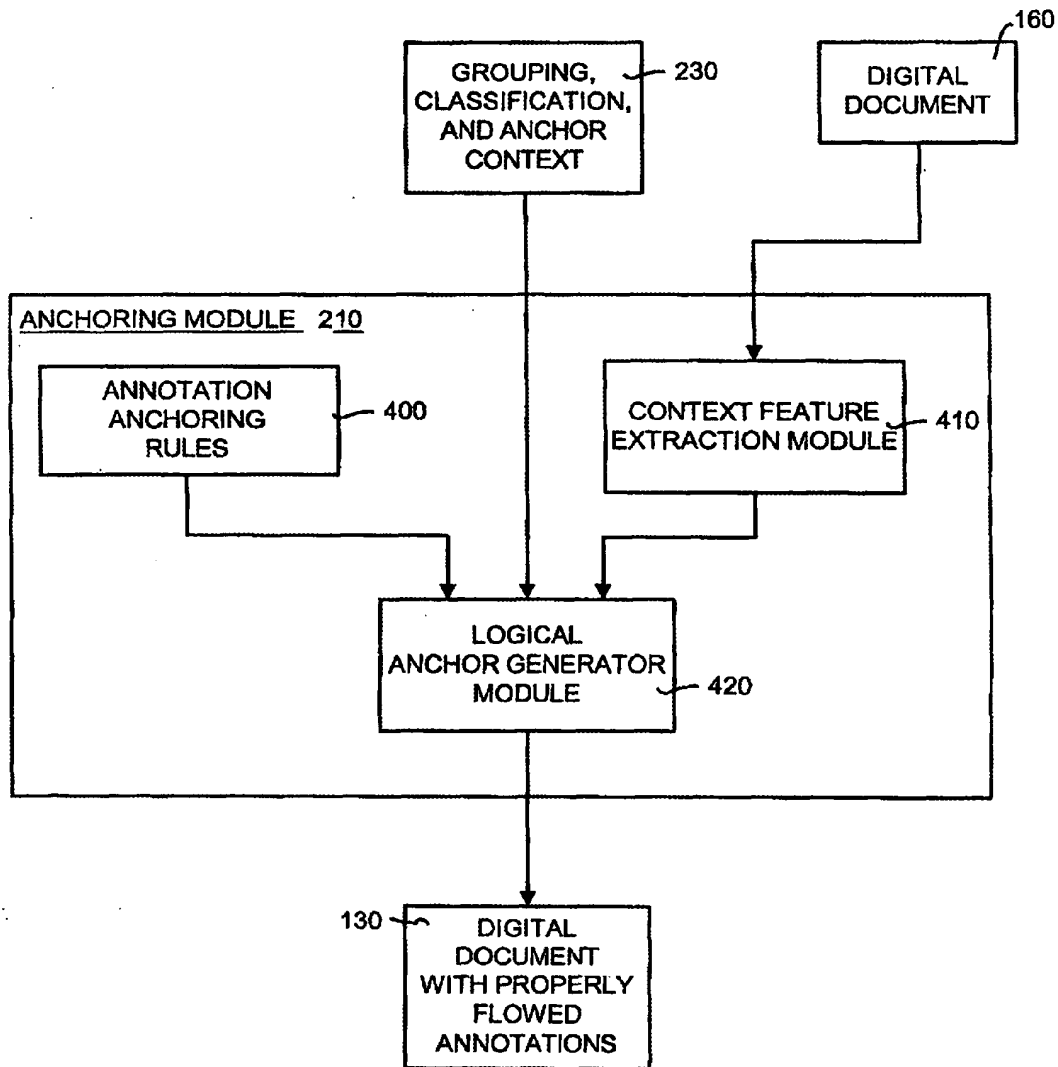 160
GROUPING,
CLASSIFICATION,
AND ANCHOR
CONTEXT
230
DIGITAL
DOCUMENT
ANCHORING MODULE 210
ANNOTATION
ANCHORING
RULES
400
CONTEXT FEATURE
EXTRACTION MODULE
410
LOGICAL
ANCHOR GENERATOR
MODULE
420
130
DIGITAL
DOCUMENT
WITH PROPERLY
FLOWED
ANNOTATIONS